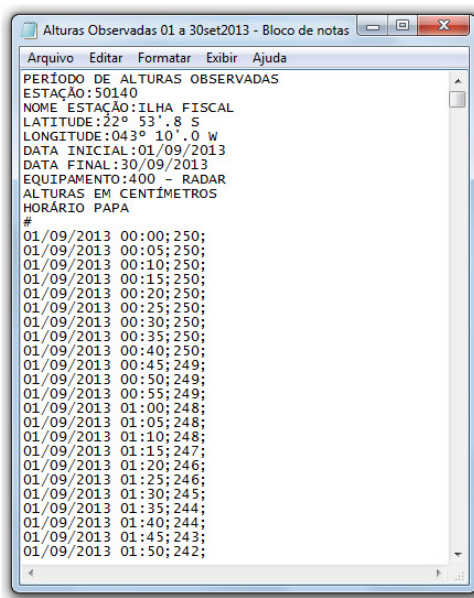 Alturas Observadas 01 a 30set2013 - Bloco de notas
Arquivo Editar Formatar Exibir Ajuda
PERÍODO DE ALTURAS OBSERVADAS
ESTAÇÃO:50140
NOME ESTAÇÃO:ILHA FISCAL
LATITUDE:22º 53'.8 S
LONGITUDE:043º 10'.0 W
DATA INICIAL:01/09/2013
DATA FINAL:30/09/2013
EQUIPAMENTO:400 - RADAR
ALTURAS EM CENTÍMETROS
HORÁRIO PAPA
#
01/09/2013 00:00;250;
01/09/2013 00:05;250;
01/09/2013 00:10;250;
01/09/2013 00:15;250;
01/09/2013 00:20;250;
01/09/2013 00:25;250;
01/09/2013 00:30;250;
01/09/2013 00:35;250;
01/09/2013 00:40;250;
01/09/2013 00:45;249;
01/09/2013 00:50;249;
01/09/2013 00:55;249;
01/09/2013 01:00;248;
01/09/2013 01:05;248;
01/09/2013 01:10;248;
01/09/2013 01:15;247;
01/09/2013 01:20;246;
01/09/2013 01:25;246;
01/09/2013 01:30;245;
01/09/2013 01:35;244;
01/09/2013 01:40;244;
01/09/2013 01:45;243;
01/09/2013 01:50;242;